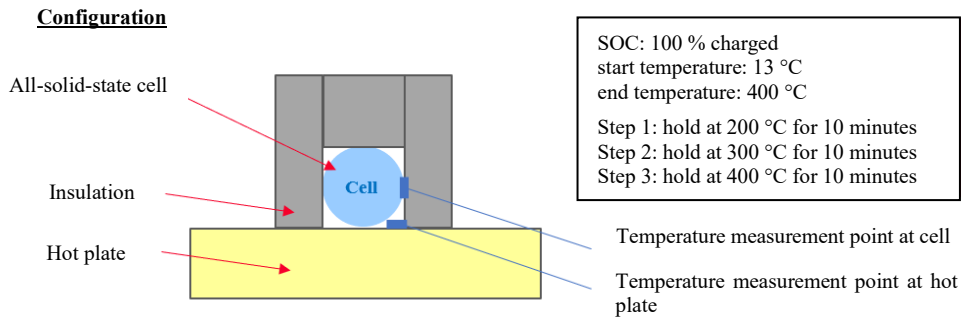 Configuration
SOC: 100 % charged
start temperature: 13 °C
end temperature: 400 °C
Step 1: hold at 200 °C for 10 minutes
Step 2: hold at 300 °C for 10 minutes
Step 3: hold at 400 °C for 10 minutes
All-solid-state cell
Cell
Insulation
Hot plate
Temperature measurement point at cell
Temperature measurement point at hot
plate